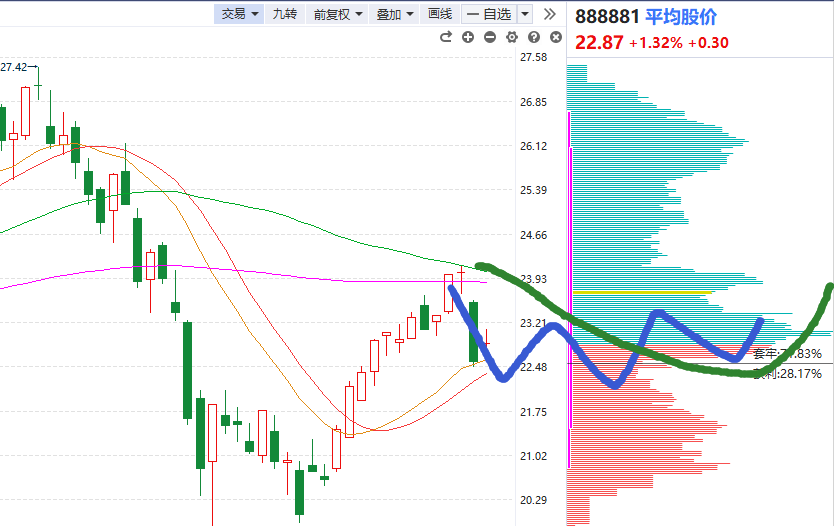 交易 九转 前复权 叠加 画线 一自选
888881 平均股价
22.87 +1.32% +0.30
27.58
27.42→
26.85
26.12
25.39
24.66
23.93
23.21
套牢:71.83%
22.48
获利:28.17%
21.75
21.02
20.29